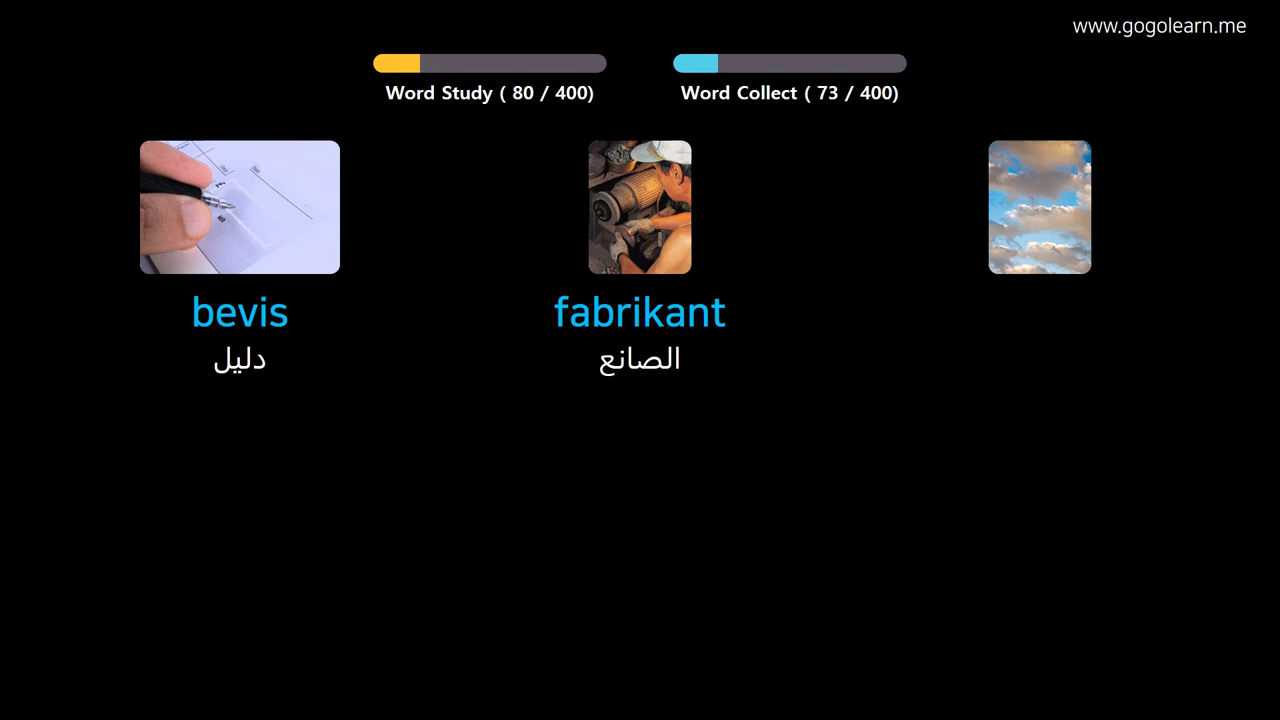 www.gogolearn.me
Word Study ( 80 / 400)
Word Collect ( 73 / 400)
bevis
دليل
fabrikant
الصانع